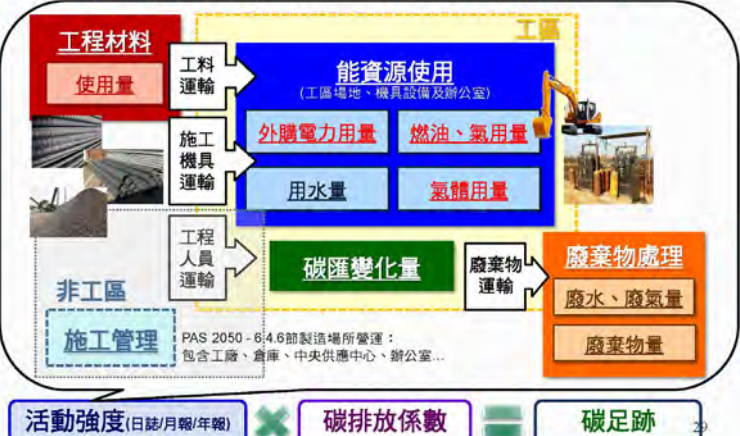 工區
工程材料
使用量
工料
運輸
能資源使用
(工區場地、機具設備及辦公室)
外購電力用量
燃油、氣用量
用水量
氣體用量
施工
機具
運輸
工程
人員
運輸
碳匯變化量
廢棄物
運輸
廢棄物處理
廢水、廢氣量
廢棄物量
非工區
施工管理
PAS 2050 - 6.4.6節製造場所營運：
包含工廠、倉庫、中央供應中心、辦公室...
活動強度(日誌/月報/年報) × 碳排放係數 = 碳足跡
29